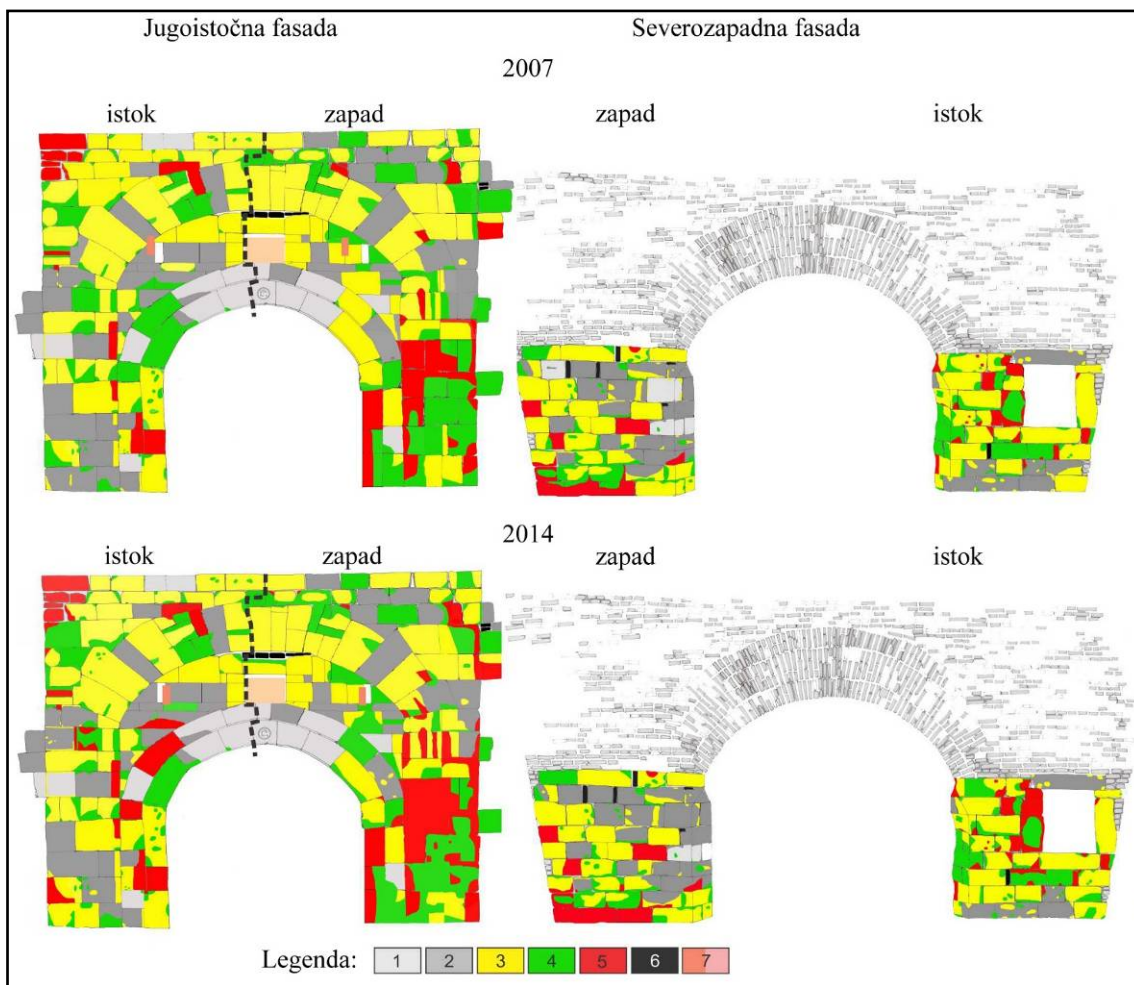 Jugoistočna fasada Severozapadna fasada
2007
istok zapad zapad istok
2014
istok zapad zapad istok
Legenda: 1 2 3 4 5 6 7